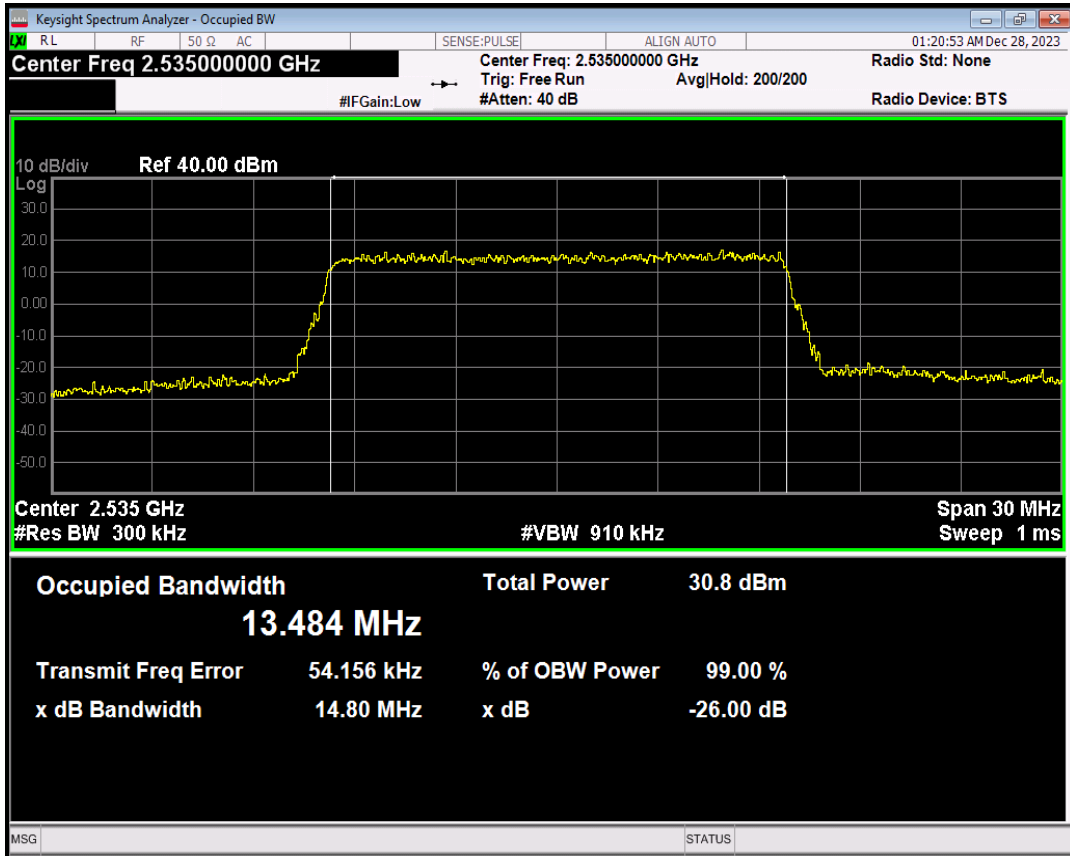 Keysight Spectrum Analyzer - Occupied BW
LXI RL RF 50 Ω AC SENSE:PULSE ALIGN AUTO 01:20:53 AM Dec 28, 2023
Center Freq 2.535000000 GHz Center Freq: 2.535000000 GHz Radio Std: None
Trig: Free Run Avg|Hold: 200/200
#IFGain:Low #Atten: 40 dB Radio Device: BTS
10 dB/div Ref 40.00 dBm
Log
30.0
20.0
10.0
0.00
-10.0
-20.0
-30.0
-40.0
-50.0
Center 2.535 GHz Span 30 MHz
#Res BW 300 kHz #VBW 910 kHz Sweep 1 ms
Occupied Bandwidth Total Power 30.8 dBm
13.484 MHz
Transmit Freq Error 54.156 kHz % of OBW Power 99.00 %
x dB Bandwidth 14.80 MHz x dB -26.00 dB
MSG STATUS